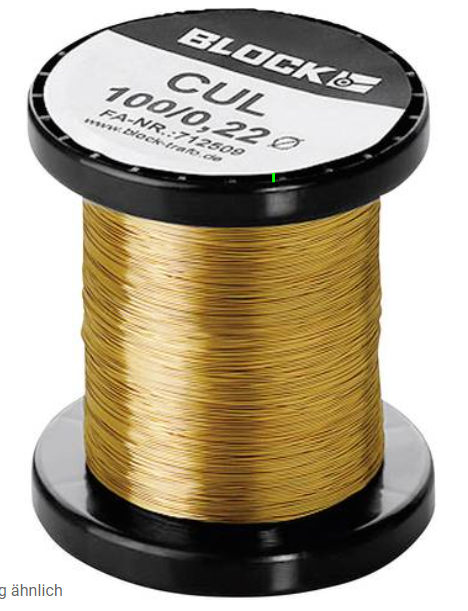 BLOCK
CUL
100/0,22 Ø
FA-NR.:712509
www.block-trafo.de
g ähnlich